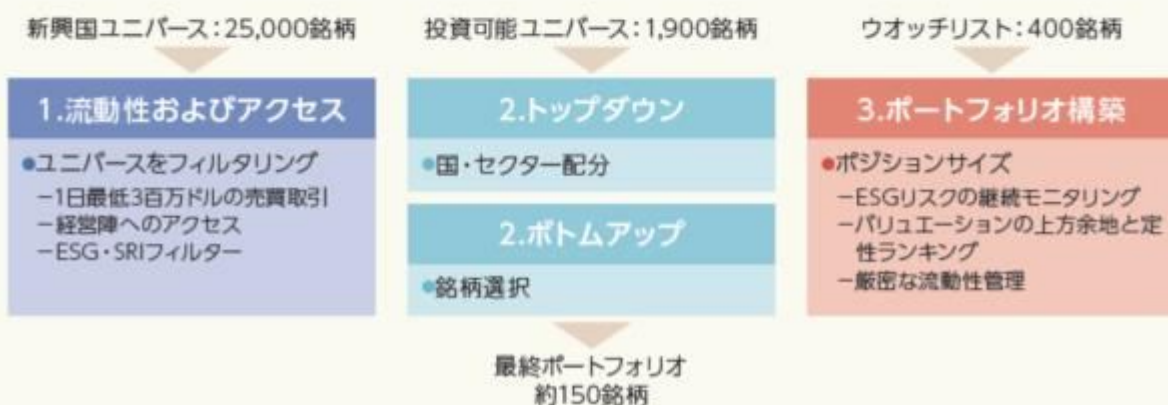 新興国ユニバース：25,000銘柄
投資可能ユニバース：1,900銘柄
ウオッチリスト：400銘柄
1.流動性およびアクセス
●ユニバースをフィルタリング
－1日最低3百万ドルの売買取引
－経営陣へのアクセス
－ESG・SRIフィルター
2.トップダウン
●国・セクター配分
2.ボトムアップ
●銘柄選択
3.ポートフォリオ構築
●ポジションサイズ
－ESGリスクの継続モニタリング
－バリュエーションの上方余地と定
性ランキング
－厳密な流動性管理
最終ポートフォリオ
約150銘柄